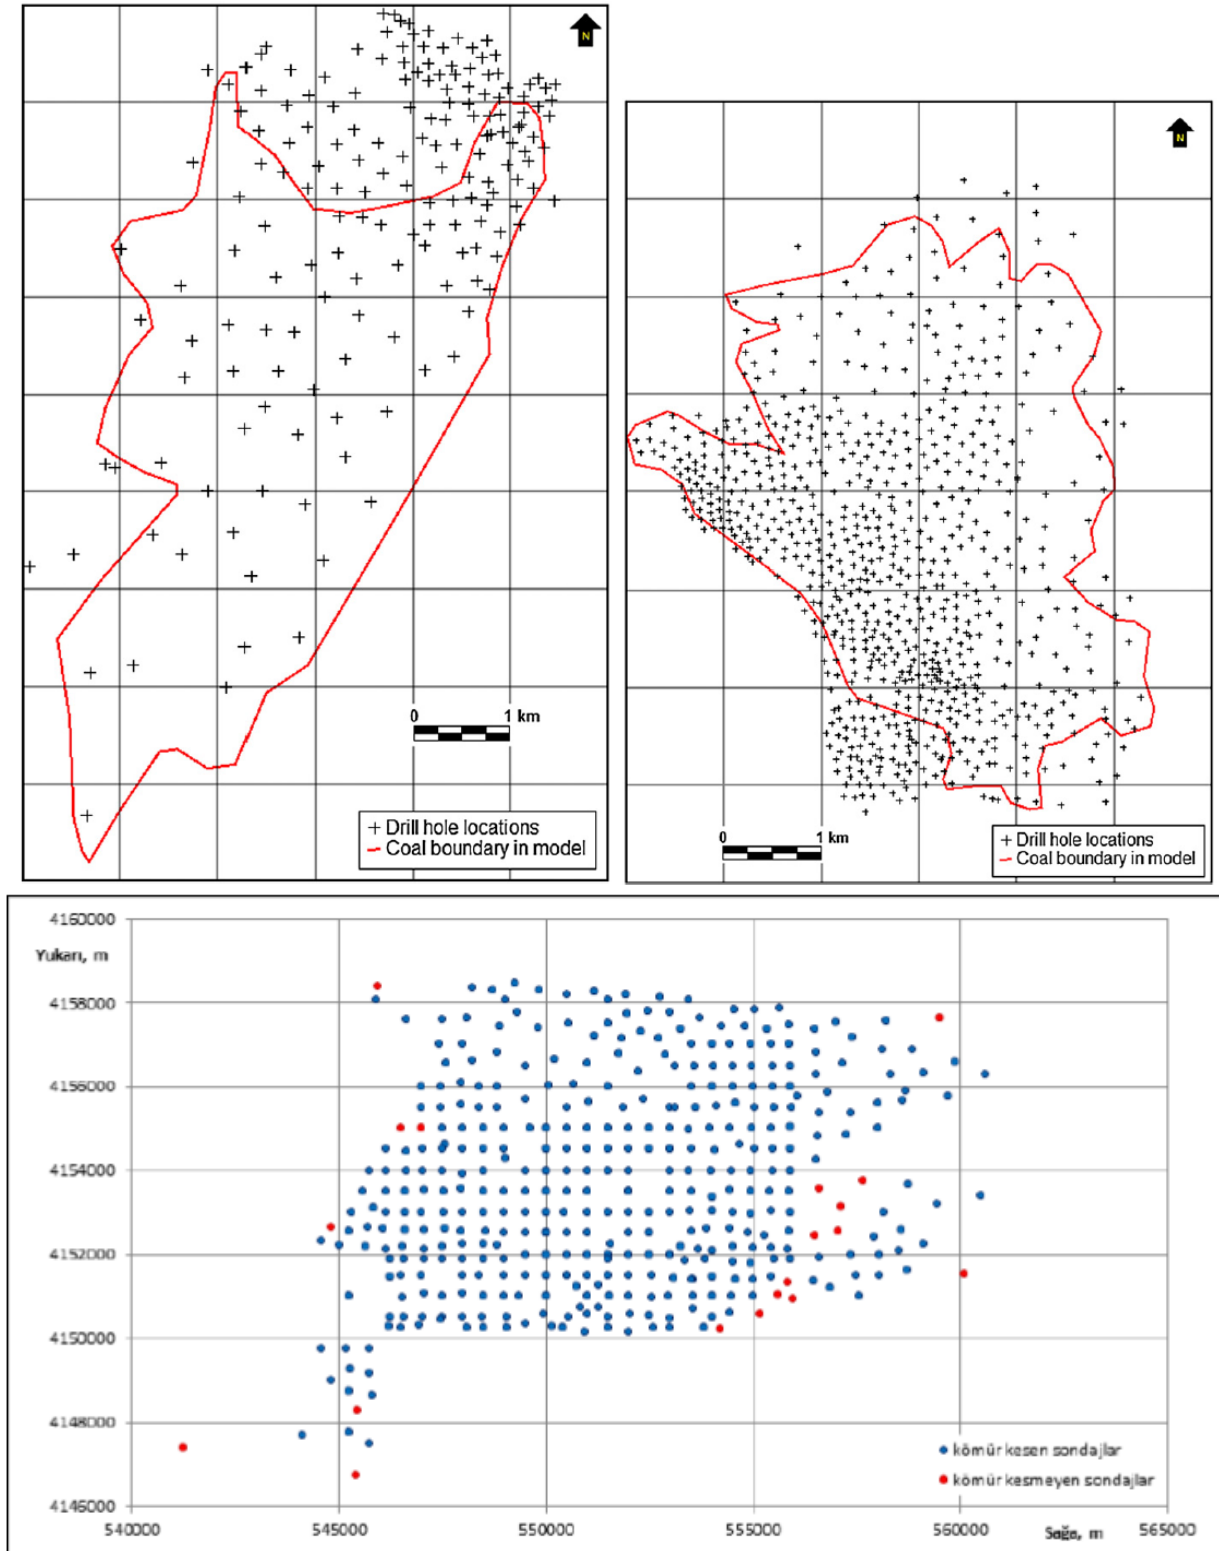 N
0 1 km
Drill hole locations
Coal boundary in model
N
0 1 km
Drill hole locations
Coal boundary in model
4160000
Yukarı, m
4158000
4156000
4154000
4152000
4150000
4148000
4146000
kömür kesen sondajlar
kömür kesmeyen sondajlar
540000 545000 550000 555000 560000 565000
Sağa, m